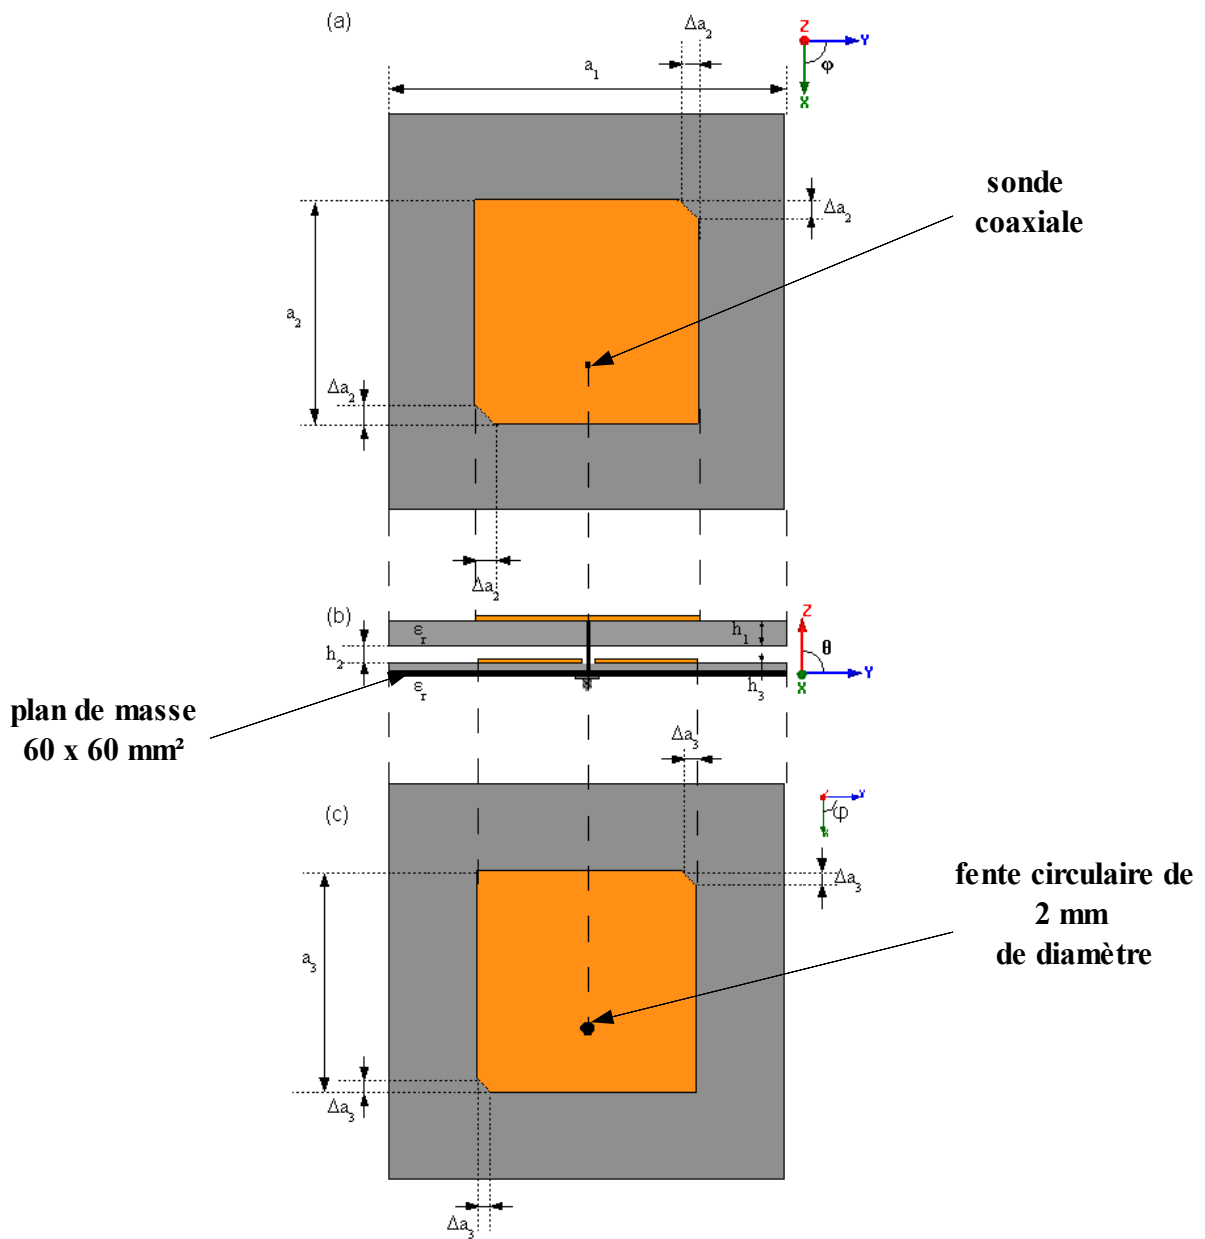 (a)
Δa₂
Z
Y
φ
X
a₁
sonde
coaxiale
Δa₂
a₂
Δa₂
Δa₂
(b)
εᵣ
h₁
h₂
Z
θ
Y
X
εᵣ
h₃
plan de masse
60 x 60 mm²
Δa₃
(c)
Y
φ
Δa₃
fente circulaire de
2 mm
de diamètre
a₃
Δa₃
Δa₃